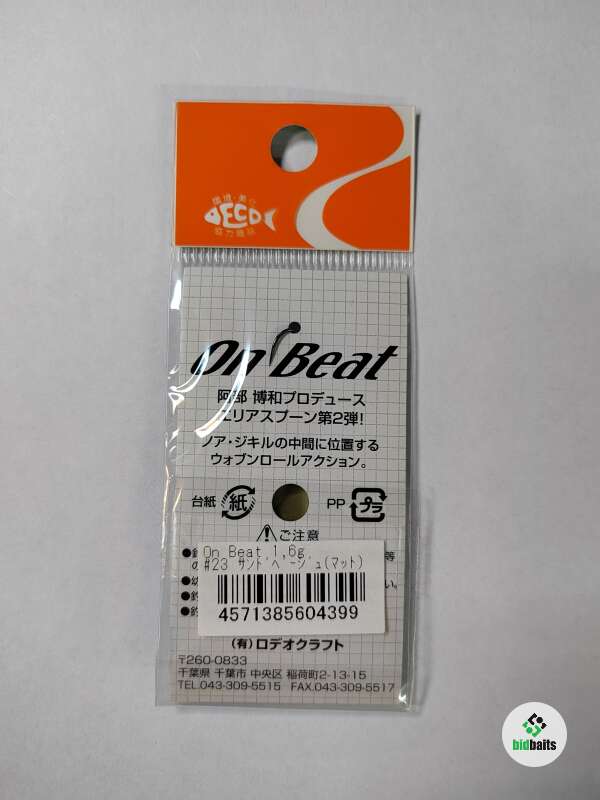 環境・美化
ECO
協力商品
On Beat
阿部 博和プロデュース
エリアスプーン第2弾!
ノア・ジキルの中間に位置する
ウォブンロールアクション。
台紙 紙 PP プラ
ご注意
等
On Beat 1,6g.
#23 ｻﾝﾄﾞﾍﾞｰｼﾞｭ(ﾏｯﾄ)
い。
4571385604399
(有)ロデオクラフト
〒260-0833
千葉県 千葉市 中央区 稲荷町2-13-15
TEL.043-309-5515 FAX.043-309-5517
bidbaits